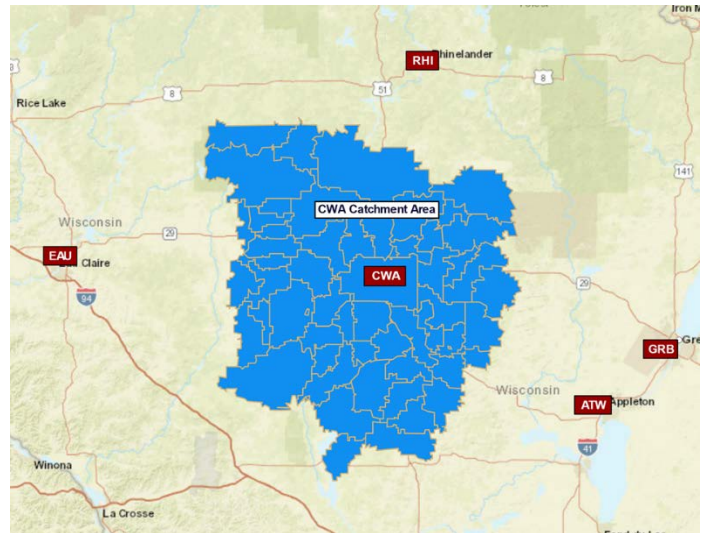 Iron M
RHI
Rhinelander
8
8
51
Rice Lake
141
CWA Catchment Area
Wisconsin
29
EAU
Claire
CWA
29
94
GRB
Gre
Wisconsin
ATW
Appleton
41
Winona
La Crosse